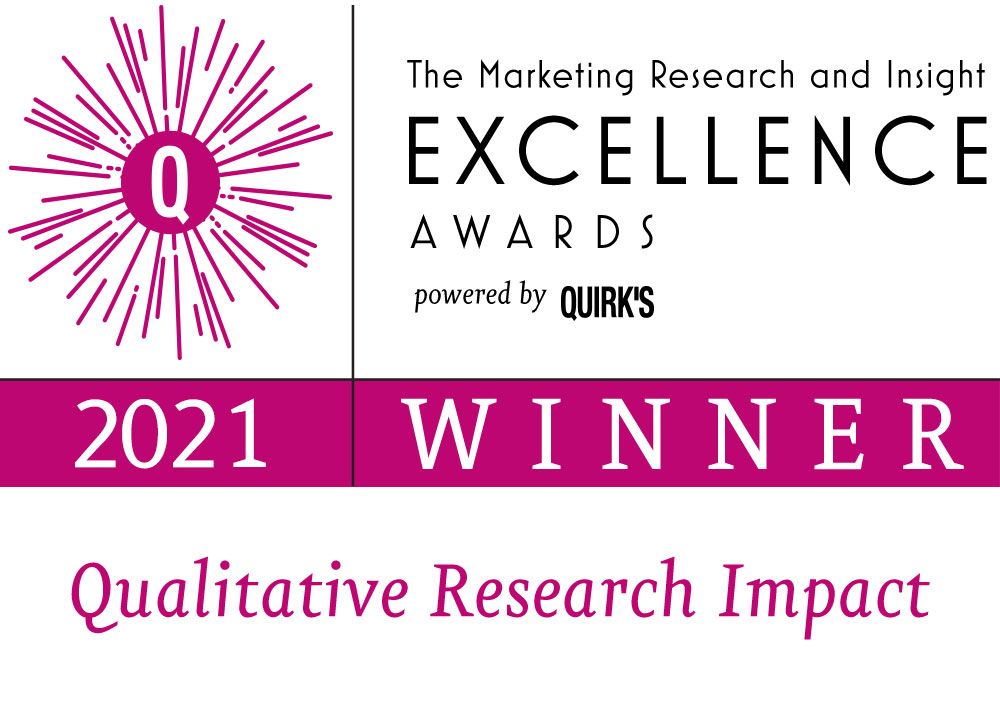 Q
The Marketing Research and Insight
EXCELLENCE
AWARDS
powered by QUIRK'S
2021 WINNER
Qualitative Research Impact